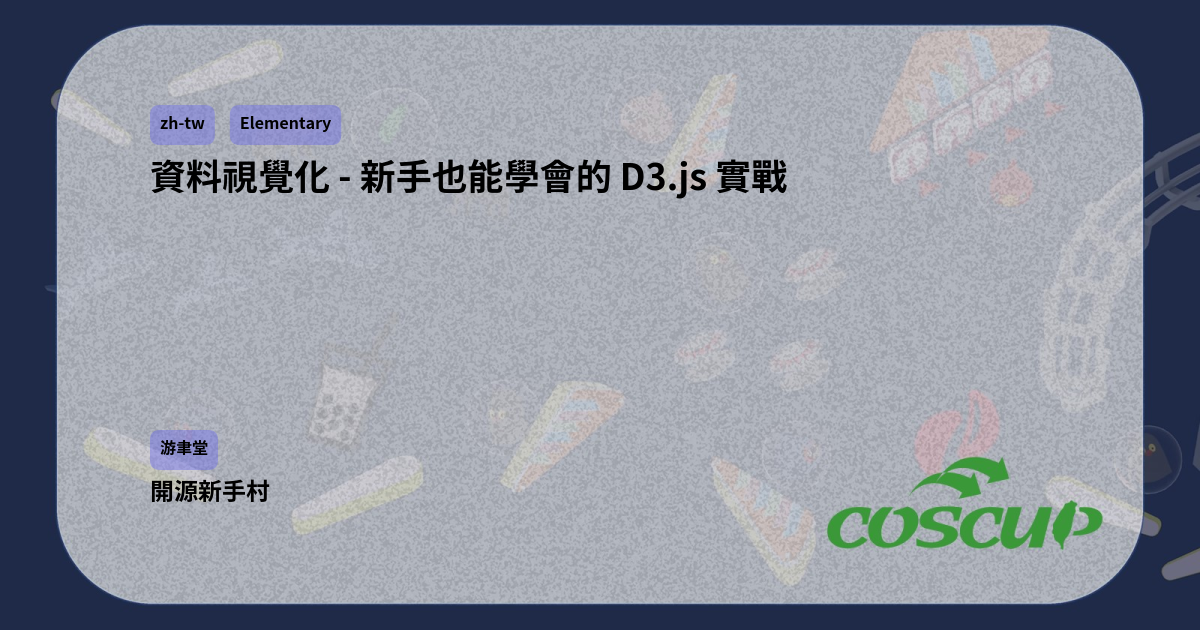 zh-tw Elementary
資料視覺化 - 新手也能學會的 D3.js 實戰
游聿堂
開源新手村
COSCUP